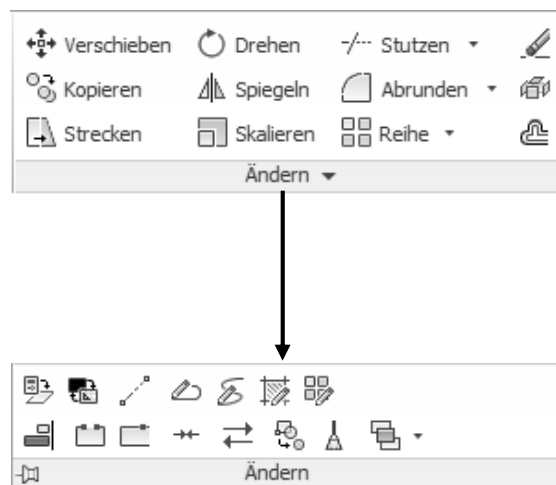 Verschieben Drehen Stutzen
Kopieren Spiegeln Abrunden
Strecken Skalieren Reihe
Ändern
Ändern